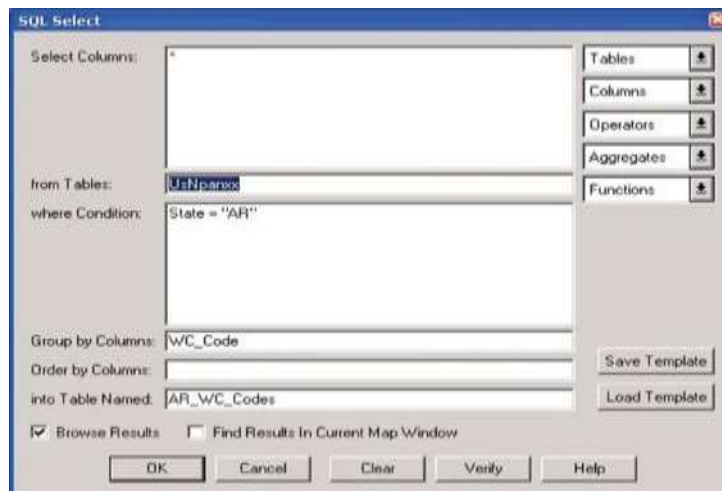 SQL Select
Select Columns: *
Tables
Columns
Operators
Aggregates
Functions
from Tables: UsNpanxx
where Condition: State = "AR"
Group by Columns: WC_Code
Order by Columns:
into Table Named: AR_WC_Codes
Save Template
Load Template
Browse Results Find Results In Current Map Window
OK Cancel Clear Verify Help